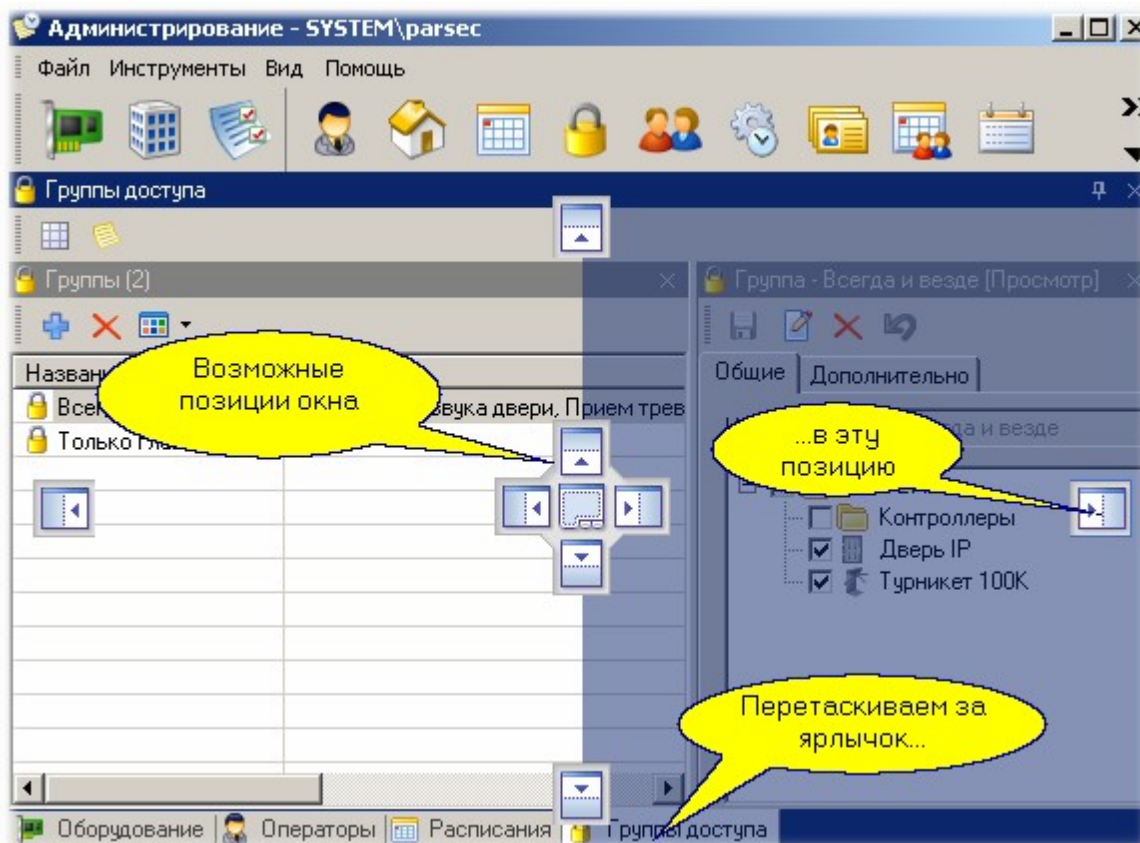 Администрирование - SYSTEM\parsec
Файл Инструменты Вид Помощь
Группы доступа
Группы (2)
Группа - Всегда и везде [Просмотр]
Возможные
позиции окна
Общие Дополнительно
звука двери, Прием трев
...в эту
позицию
да и везде
Только
Контроллеры
Дверь IP
Турникет 100K
Перетаскиваем за
ярлычок...
Оборудование Операторы Расписания Группы доступа